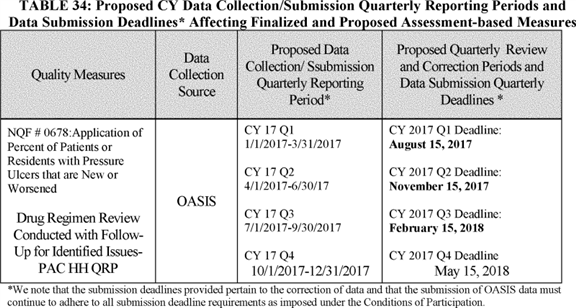 TABLE 34: Proposed CY Data Collection/Submission Quarterly Reporting Periods and
Data Submission Deadlines* Affecting Finalized and Proposed Assessment-based Measures
Quality Measures
Data
Collection
Source
Proposed Data
Collection/ Ssubmission
Quarterly Reporting
Period*
Proposed Quarterly Review
and Correction Periods and
Data Submission Quarterly
Deadlines *
NQF # 0678:Application of
Percent of Patients or
Residents with Pressure
Ulcers that are New or
Worsened
Drug Regimen Review
Conducted with Follow-
Up for Identified Issues-
PAC HH QRP
OASIS
CY 17 Q1
1/1/2017-3/31/2017
CY 2017 Q1 Deadline:
August 15, 2017
CY 17 Q2
4/1/2017-6/30/17
CY 2017 Q2 Deadline:
November 15, 2017
CY 17 Q3
7/1/2017-9/30/2017
CY 2017 Q3 Deadline:
February 15, 2018
CY 17 Q4
10/1/2017-12/31/2017
CY 2017 Q4 Deadline
May 15, 2018
*We note that the submission deadlines provided pertain to the correction of data and that the submission of OASIS data must
continue to adhere to all submission deadline requirements as imposed under the Conditions of Participation.